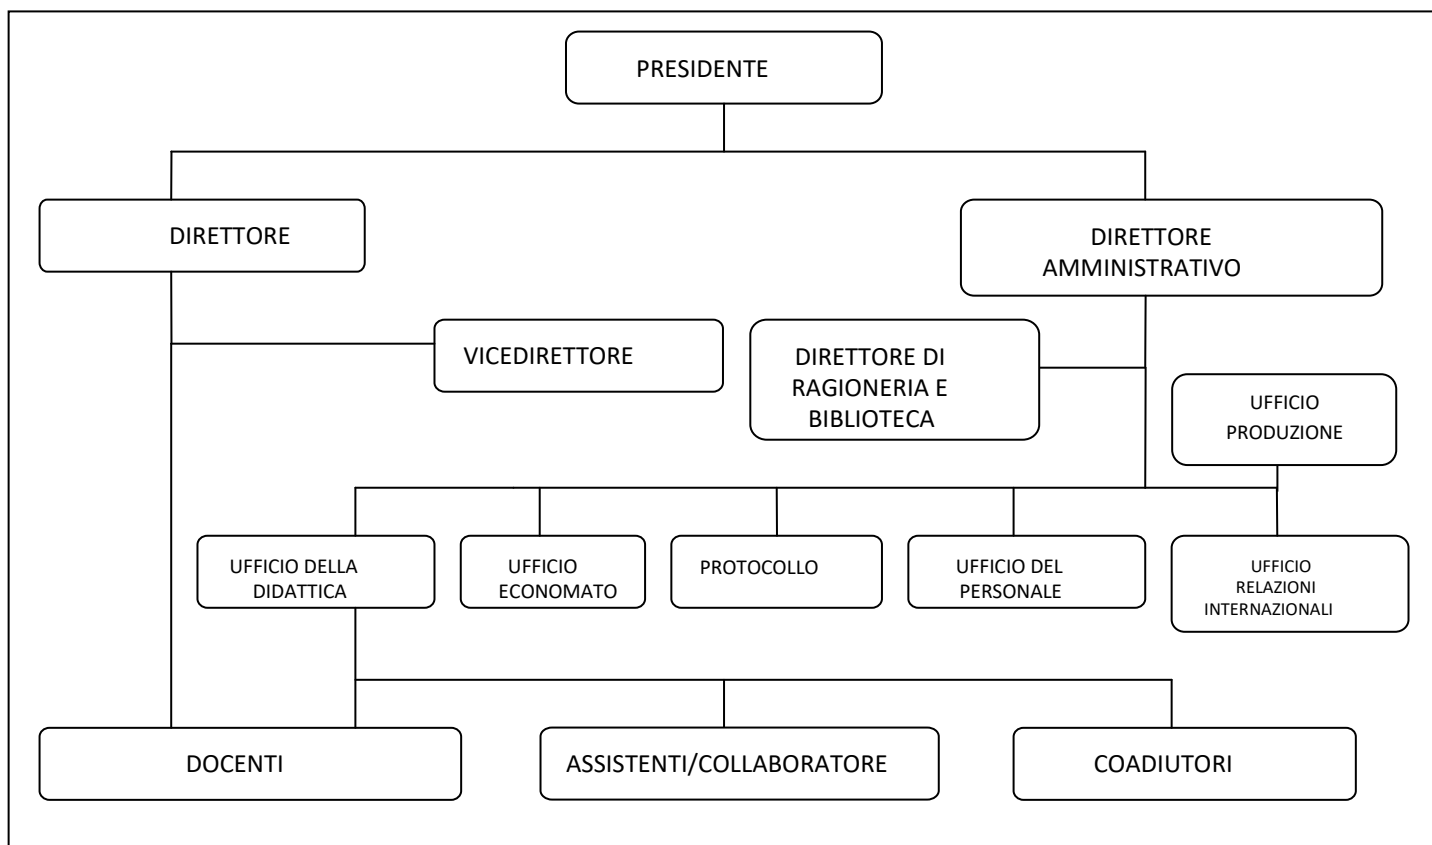 PRESIDENTE
DIRETTORE
DIRETTORE
AMMINISTRATIVO
VICEDIRETTORE
DIRETTORE DI
RAGIONERIA E
BIBLIOTECA
UFFICIO
PRODUZIONE
UFFICIO DELLA
DIDATTICA
UFFICIO
ECONOMATO
PROTOCOLLO
UFFICIO DEL
PERSONALE
UFFICIO
RELAZIONI
INTERNAZIONALI
DOCENTI
ASSISTENTI/COLLABORATORE
COADIUTORI